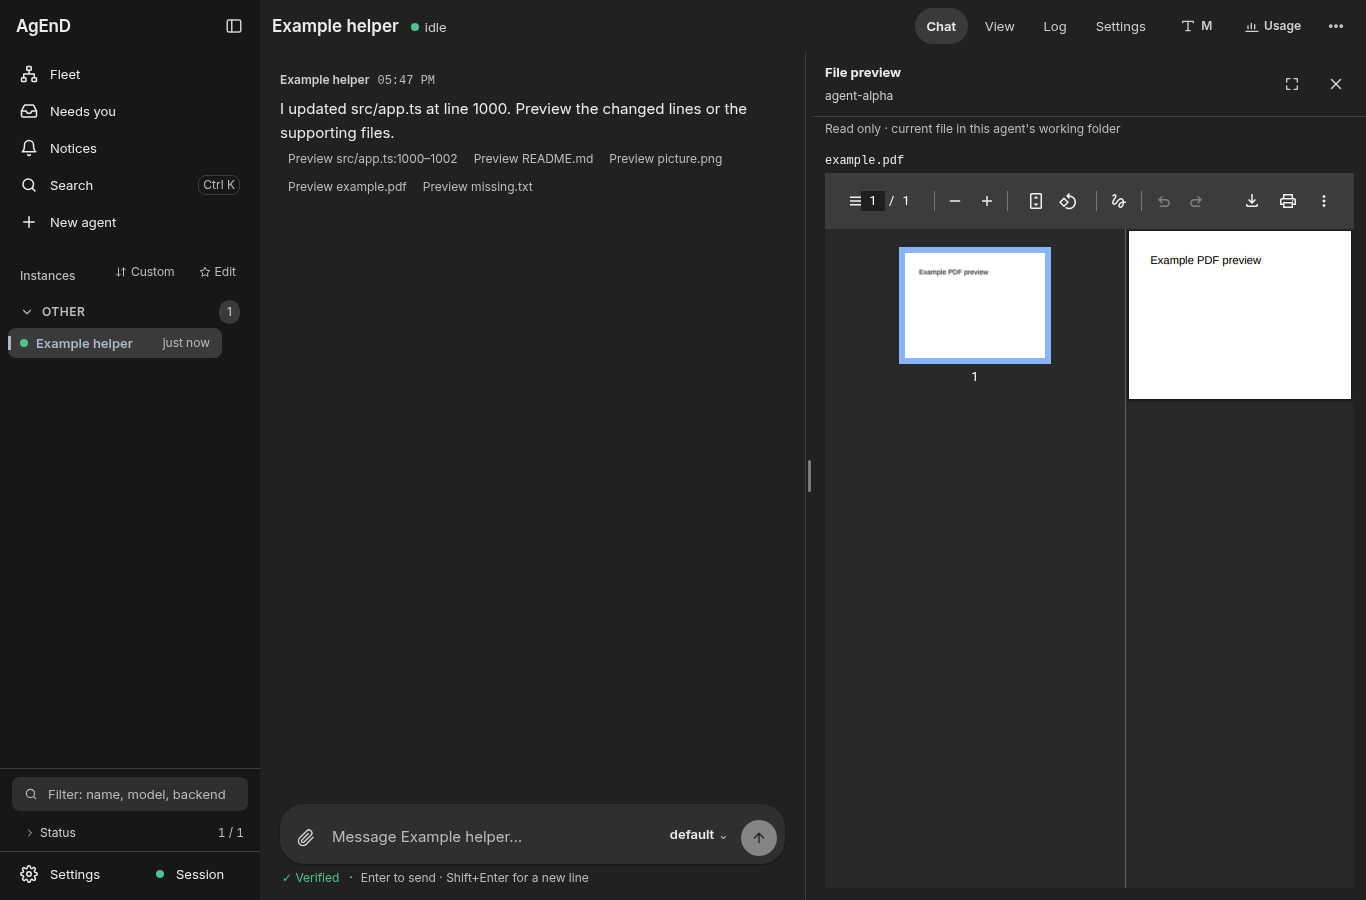 AgEnD
Fleet
Needs you
Notices
Search Ctrl K
New agent
Instances Custom Edit
OTHER 1
Example helper just now
Filter: name, model, backend
Status 1 / 1
Settings Session
Example helper idle
Chat View Log Settings T M Usage
Example helper 05:47 PM
I updated src/app.ts at line 1000. Preview the changed lines or the
supporting files.
Preview src/app.ts:1000–1002 Preview README.md Preview picture.png
Preview example.pdf Preview missing.txt
Message Example helper... default
✓ Verified · Enter to send · Shift+Enter for a new line
File preview
agent-alpha
Read only · current file in this agent's working folder
example.pdf
1 / 1
Example PDF preview
1
Example PDF preview